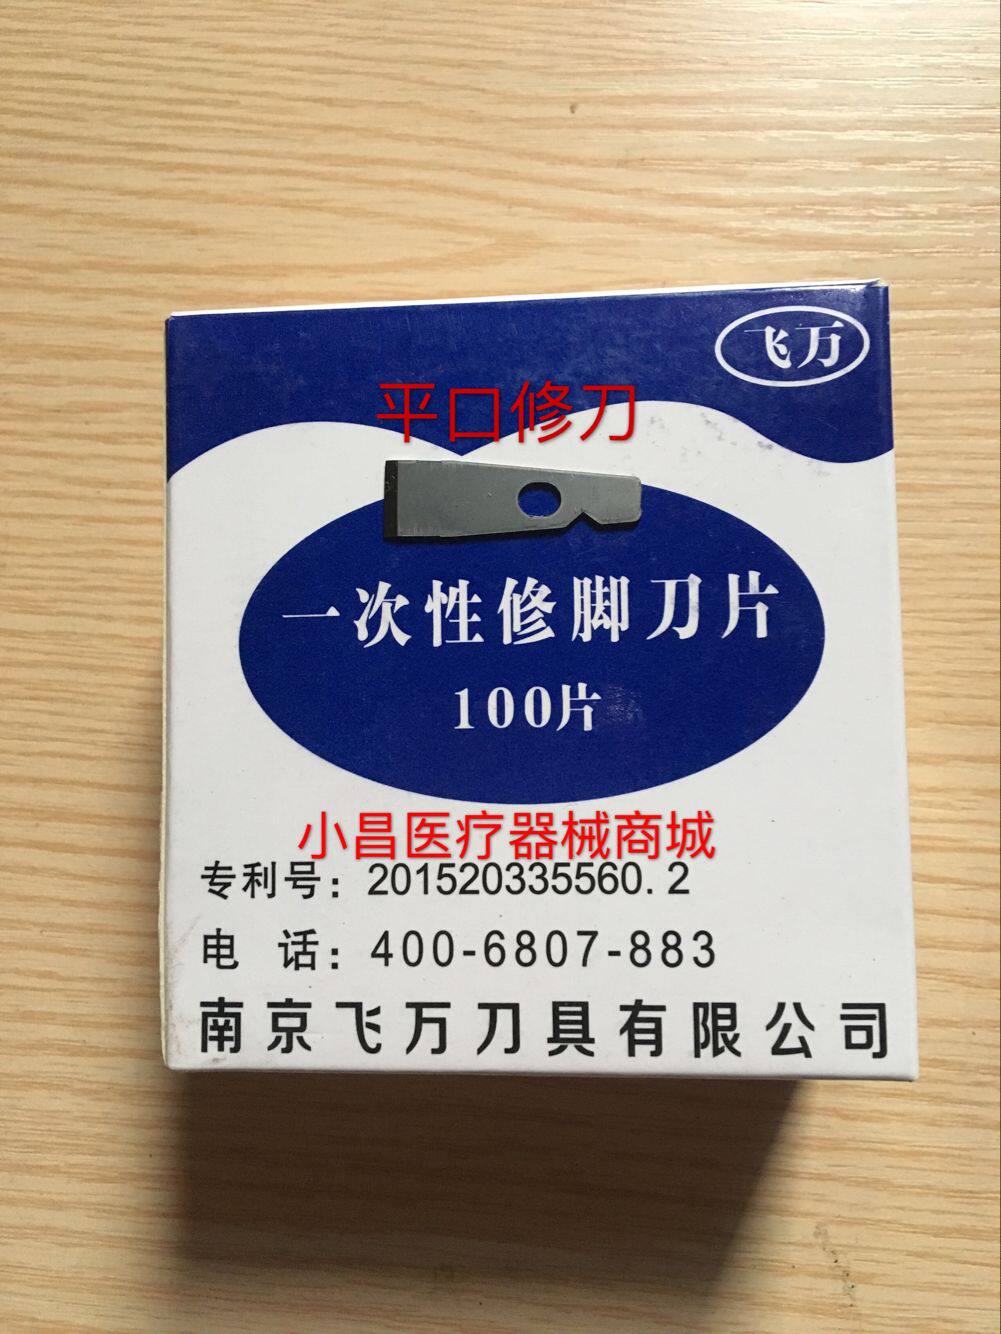 飞万
平口修刀
一次性修脚刀片
100片
小昌医疗器械商城
专利号：201520335560.2
电 话：400-6807-883
南京飞万刀具有限公司